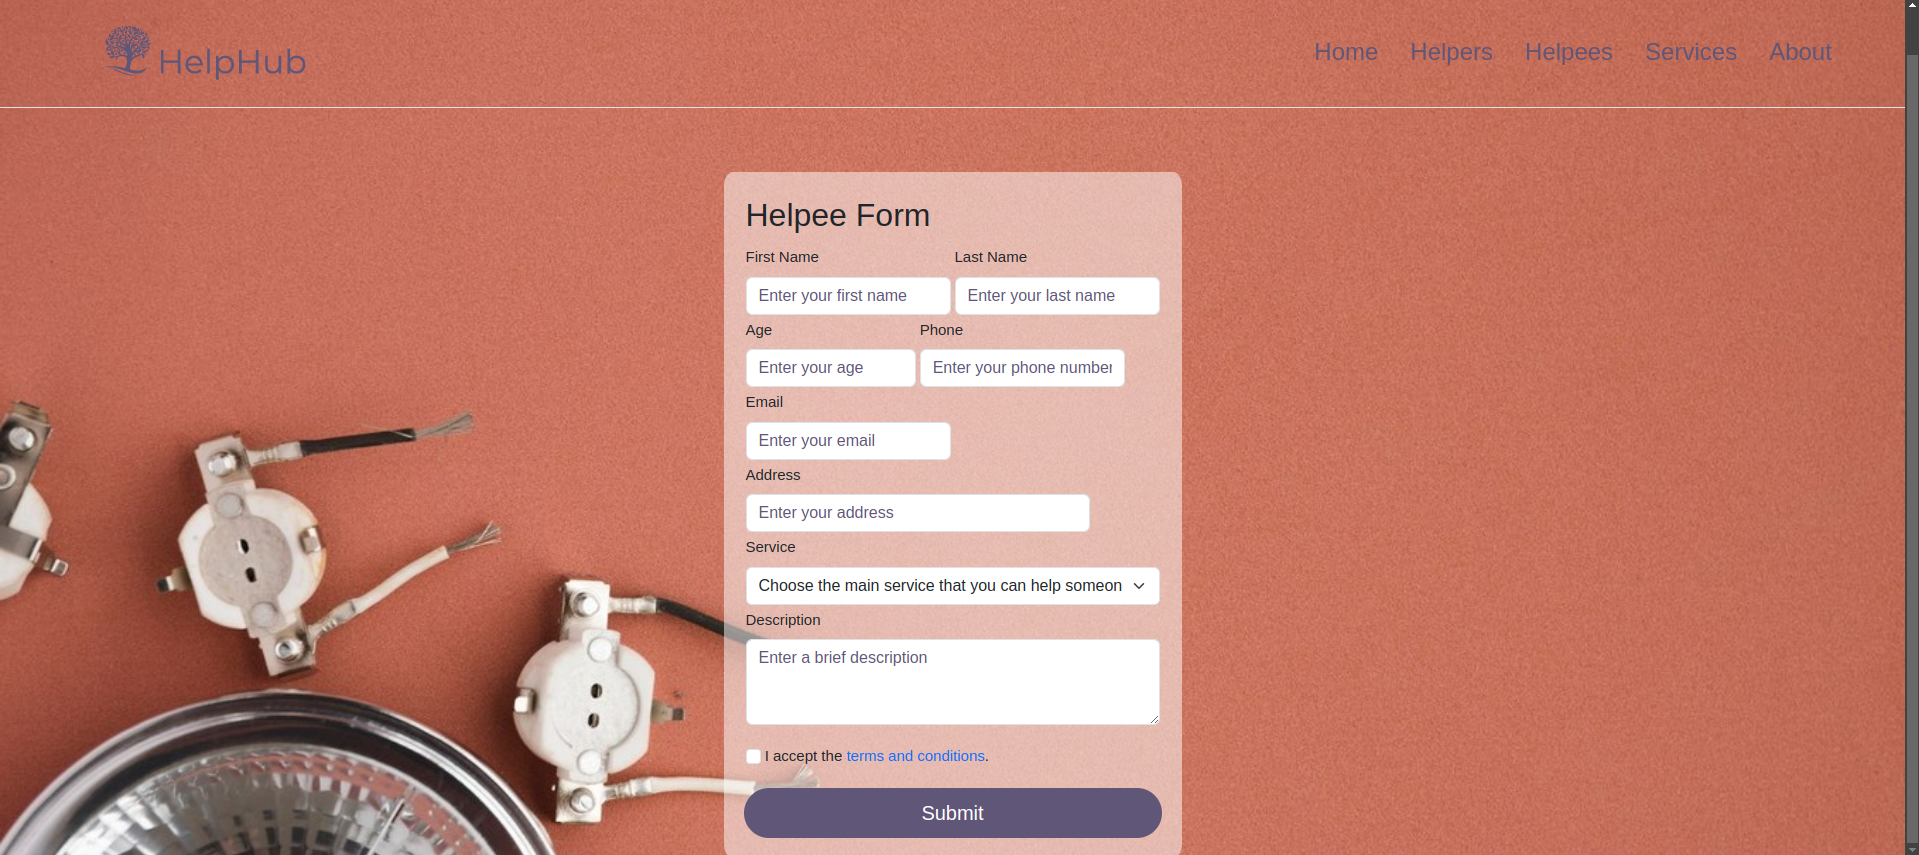 HelpHub
Home Helpers Helpees Services About
Helpee Form
First Name Last Name
Enter your first name Enter your last name
Age Phone
Enter your age Enter your phone number
Email
Enter your email
Address
Enter your address
Service
Choose the main service that you can help someon
Description
Enter a brief description
I accept the terms and conditions.
Submit